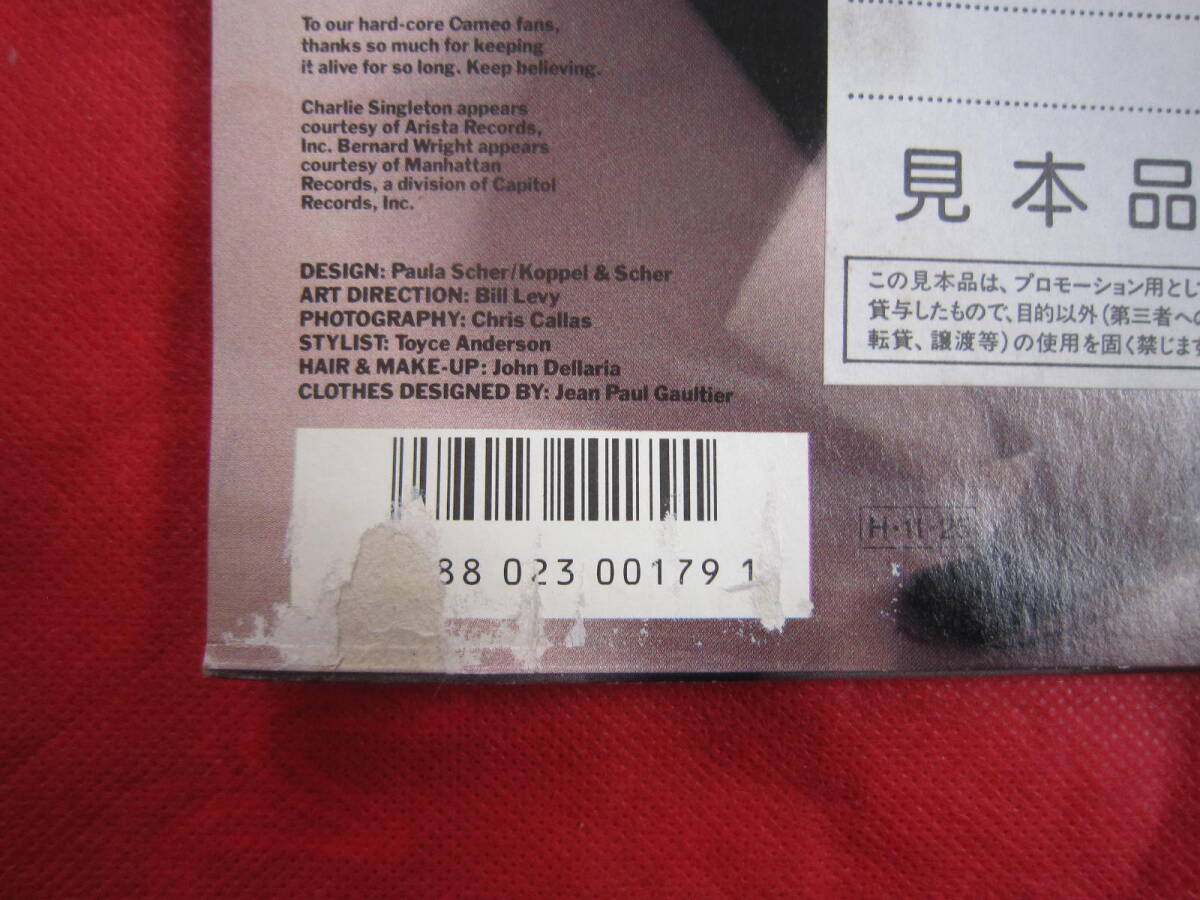 To our hard-core Cameo fans,
thanks so much for keeping
it alive for so long. Keep believing.
Charlie Singleton appears
courtesy of Arista Records,
Inc. Bernard Wright appears
courtesy of Manhattan
Records, a division of Capitol
Records, Inc.
DESIGN: Paula Scher/Koppel & Scher
ART DIRECTION: Bill Levy
PHOTOGRAPHY: Chris Callas
STYLIST: Toyce Anderson
HAIR & MAKE-UP: John Dellaria
CLOTHES DESIGNED BY: Jean Paul Gaultier
88 023 00179 1
見本品
この見本品は、プロモーション用とし
貸与したもので、目的以外(第三者への
転貸、譲渡等)の使用を固く禁じます